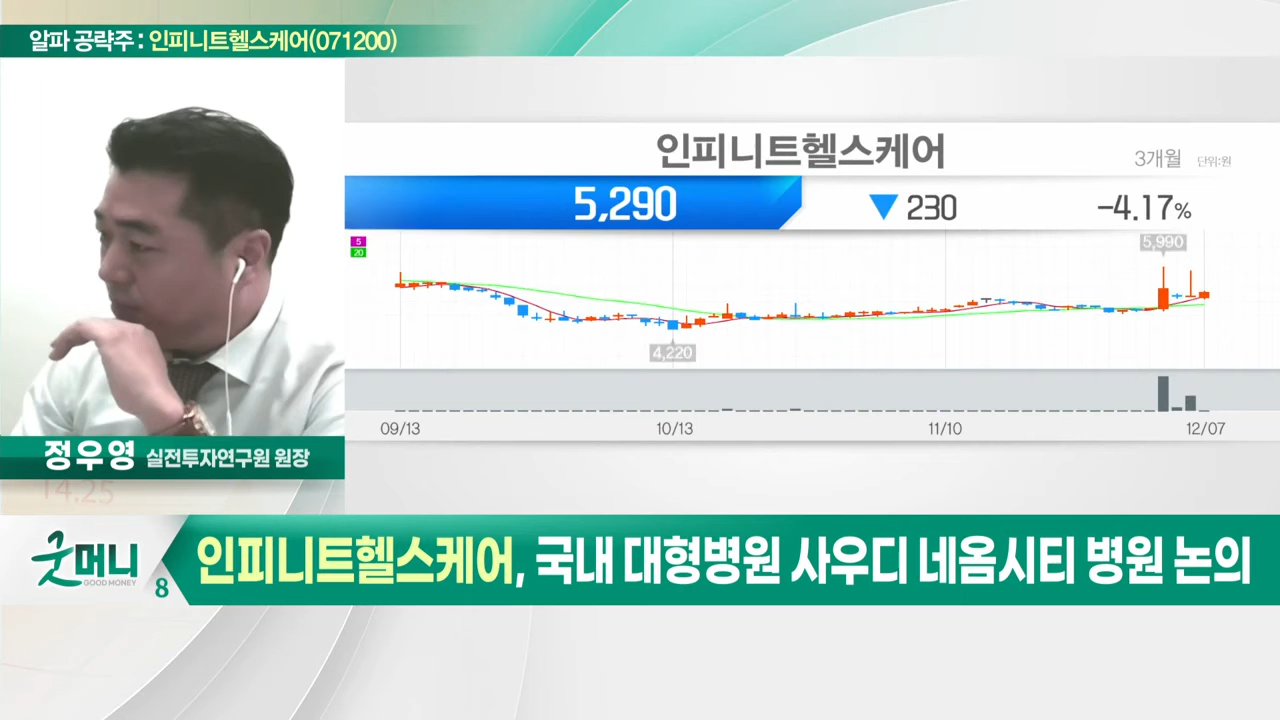 알파 공략주 : 인피니트헬스케어(071200)
인피니트헬스케어
3개월 단위:원
5,290 ▼ 230 -4.17%
5
20
5,990
4,220
09/13 10/13 11/10 12/07
정우영 실전투자연구원 원장
14.25
굿머니
GOOD MONEY
8
인피니트헬스케어, 국내 대형병원 사우디 네옴시티 병원 논의